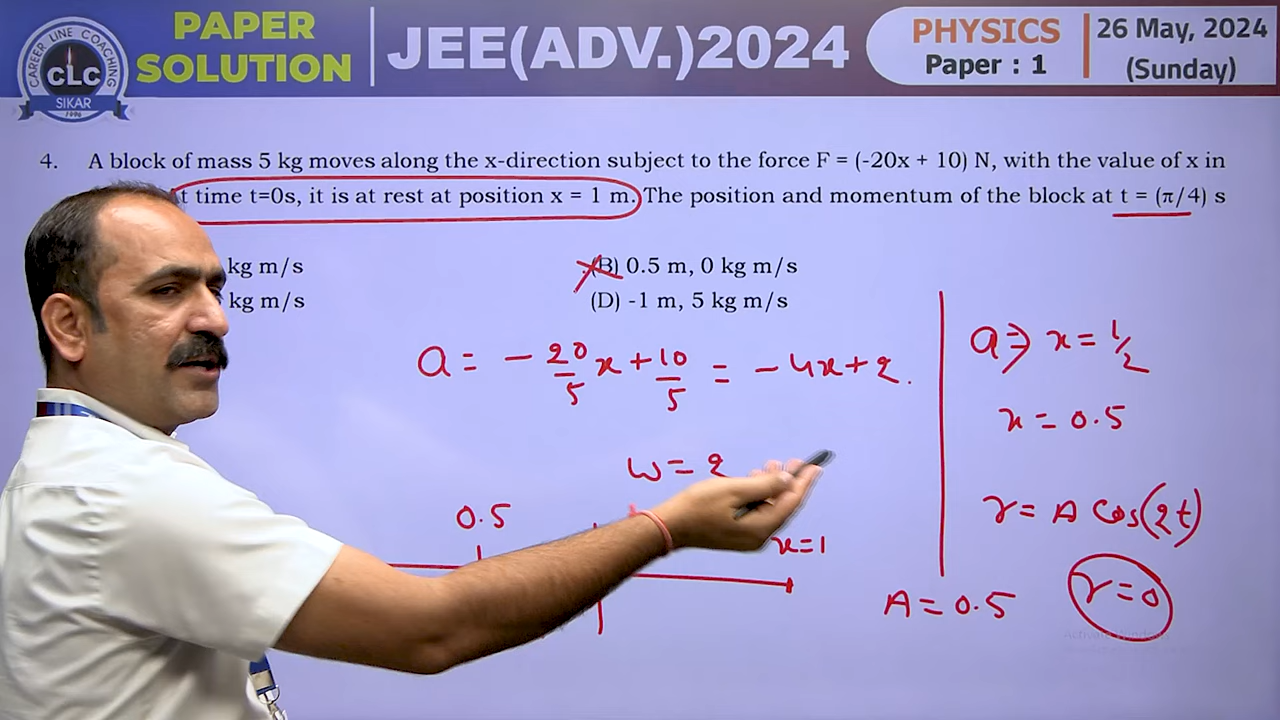 CAREER LINE COACHING
CLC
SIKAR
1996
PAPER
SOLUTION
JEE(ADV.)2024
PHYSICS
Paper : 1
26 May, 2024
(Sunday)
4. A block of mass 5 kg moves along the x-direction subject to the force F = (-20x + 10) N, with the value of x in
t time t=0s, it is at rest at position x = 1 m. The position and momentum of the block at t = (π/4) s
kg m/s
(B) 0.5 m, 0 kg m/s
kg m/s
(D) -1 m, 5 kg m/s
a = - 20/5 x + 10/5 = - 4x + 2.
ω = 2
0.5
x=1
a⇒ x = 1/2
x = 0.5
r = A Cos(2t)
A = 0.5
r = 0